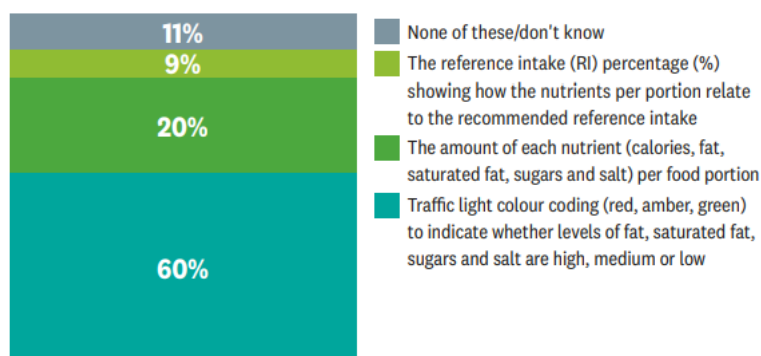 11%
9%
20%
60%
None of these/don't know
The reference intake (RI) percentage (%)
showing how the nutrients per portion relate
to the recommended reference intake
The amount of each nutrient (calories, fat,
saturated fat, sugars and salt) per food portion
Traffic light colour coding (red, amber, green)
to indicate whether levels of fat, saturated fat,
sugars and salt are high, medium or low